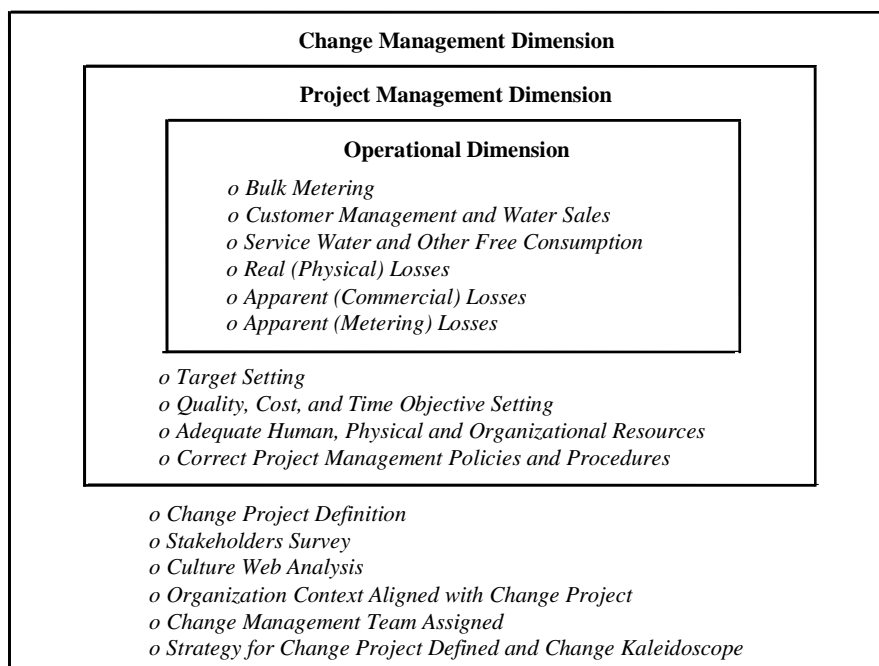 Change Management Dimension
Project Management Dimension
Operational Dimension
o Bulk Metering
o Customer Management and Water Sales
o Service Water and Other Free Consumption
o Real (Physical) Losses
o Apparent (Commercial) Losses
o Apparent (Metering) Losses
o Target Setting
o Quality, Cost, and Time Objective Setting
o Adequate Human, Physical and Organizational Resources
o Correct Project Management Policies and Procedures
o Change Project Definition
o Stakeholders Survey
o Culture Web Analysis
o Organization Context Aligned with Change Project
o Change Management Team Assigned
o Strategy for Change Project Defined and Change Kaleidoscope